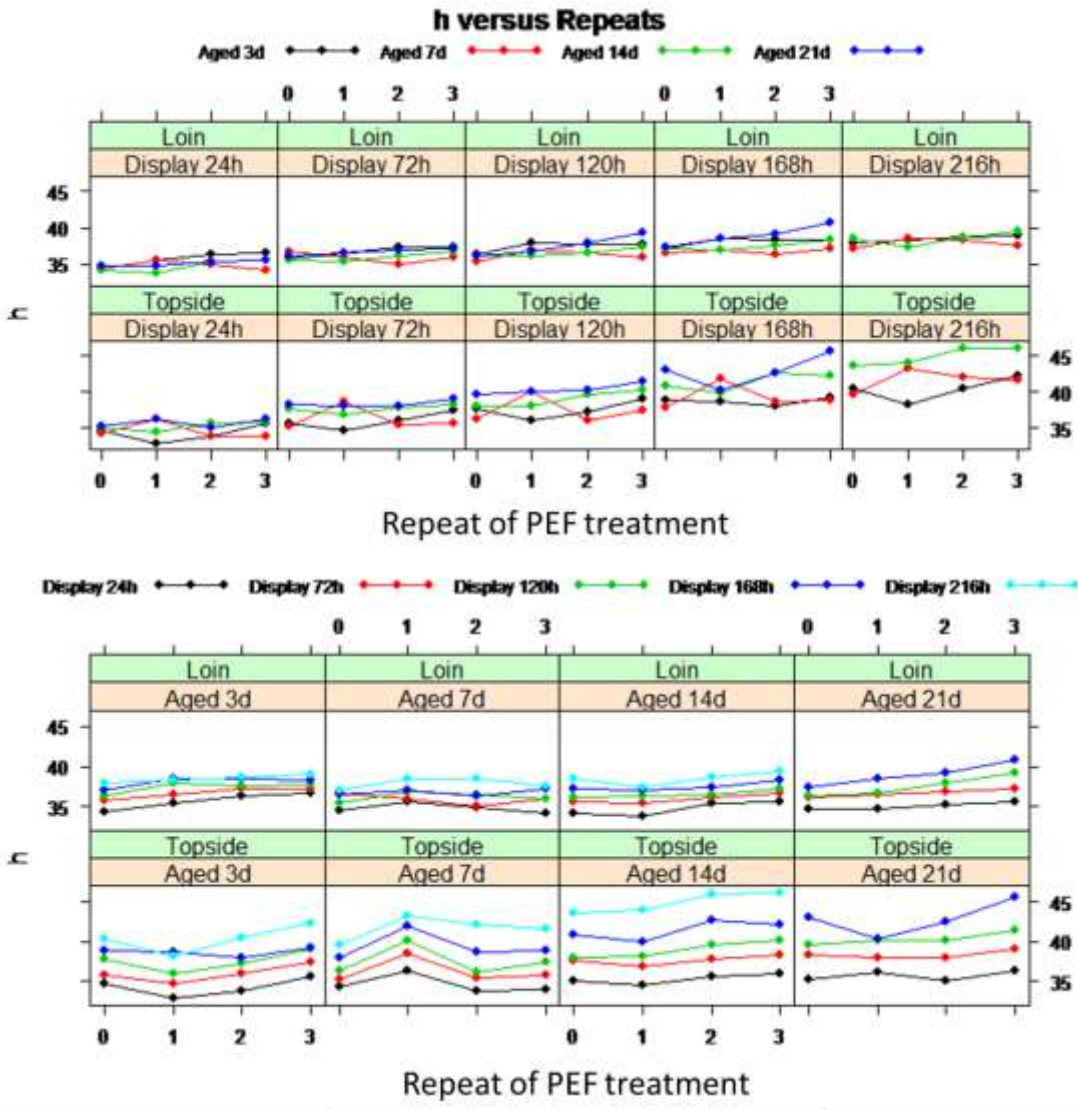 h versus Repeats
Aged 3d Aged 7d Aged 14d Aged 21d
0 1 2 3 0 1 2 3
Loin Loin Loin Loin Loin
Display 24h Display 72h Display 120h Display 168h Display 216h
45
40
35
Topside Topside Topside Topside Topside
Display 24h Display 72h Display 120h Display 168h Display 216h
h
45
40
35
0 1 2 3 0 1 2 3 0 1 2 3
Repeat of PEF treatment
Display 24h Display 72h Display 120h Display 168h Display 216h
0 1 2 3 0 1 2 3
Loin Loin Loin Loin
Aged 3d Aged 7d Aged 14d Aged 21d
45
40
35
Topside Topside Topside Topside
Aged 3d Aged 7d Aged 14d Aged 21d
h
45
40
35
0 1 2 3 0 1 2 3
Repeat of PEF treatment